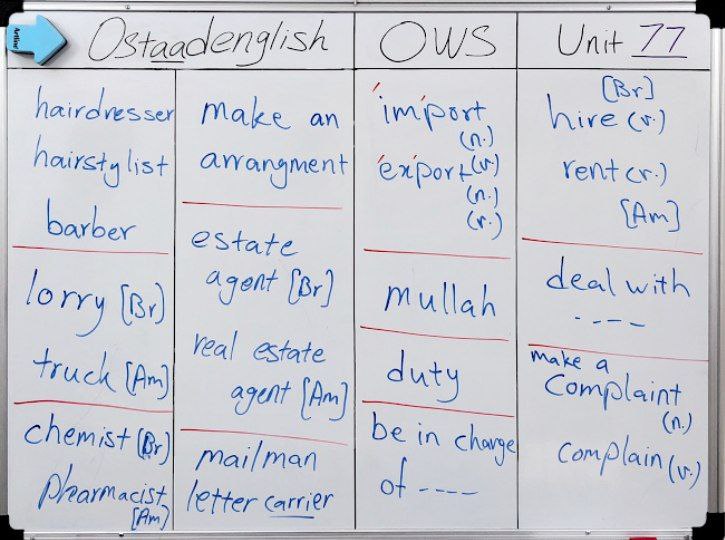 Ostaadenglish
OWS
Unit 77
hairdresser
hairstylist
barber
lorry [Br]
truck [Am]
chemist [Br]
pharmacist
[Am]
make an
arrangment
estate
agent [Br]
real estate
agent [Am]
mailman
letter carrier
'im'port
(n.)
(v.)
'ex'port
(n.)
(v.)
mullah
duty
be in charge
of ----
[Br]
hire (v.)
rent (v.)
[Am]
deal with
----
make a
complaint
(n.)
complain (v.)